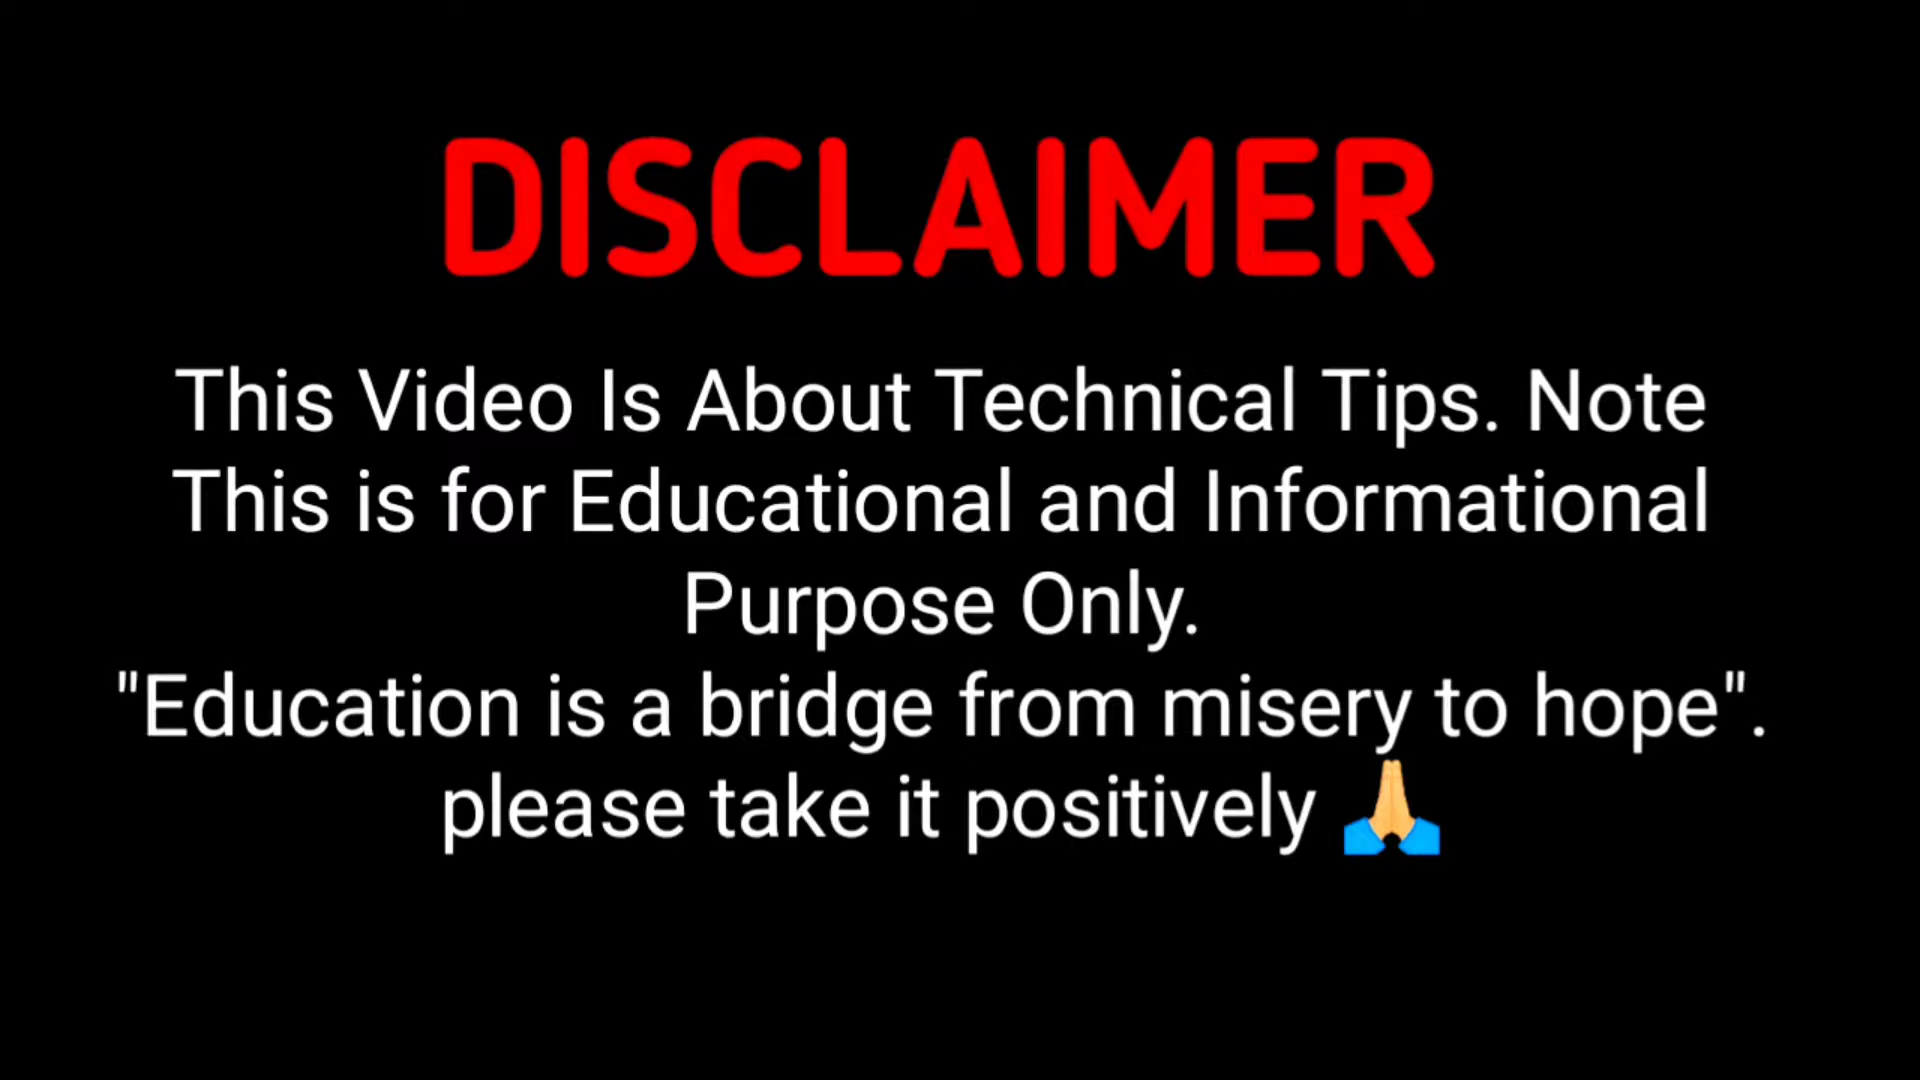 DISCLAIMER
This Video Is About Technical Tips. Note
This is for Educational and Informational
Purpose Only.
"Education is a bridge from misery to hope".
please take it positively 🙏